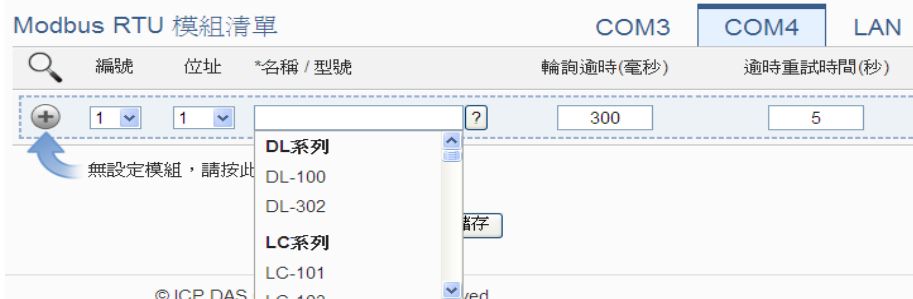 Modbus RTU 模組清單 COM3 COM4 LAN
編號 位址 *名稱 / 型號 輪詢逾時(毫秒) 逾時重試時間(秒)
1 1 ? 300 5
DL系列
無設定模組，請按此
DL-100
DL-302
儲存
LC系列
LC-101
© ICP DAS